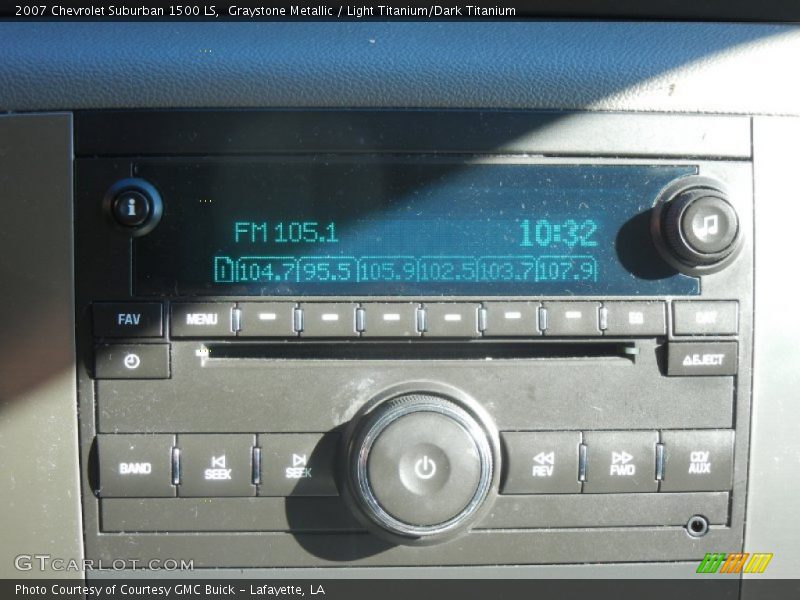 2007 Chevrolet Suburban 1500 LS,  Graystone Metallic / Light Titanium/Dark Titanium
i
FM 105.1 10:32
1 104.7 95.5 105.9 102.5 103.7 107.9
FAV MENU EQ CAT
EJECT
BAND SEEK SEEK REV FWD CD/AUX
GTCARLOT.COM
Photo Courtesy of Courtesy GMC Buick - Lafayette, LA